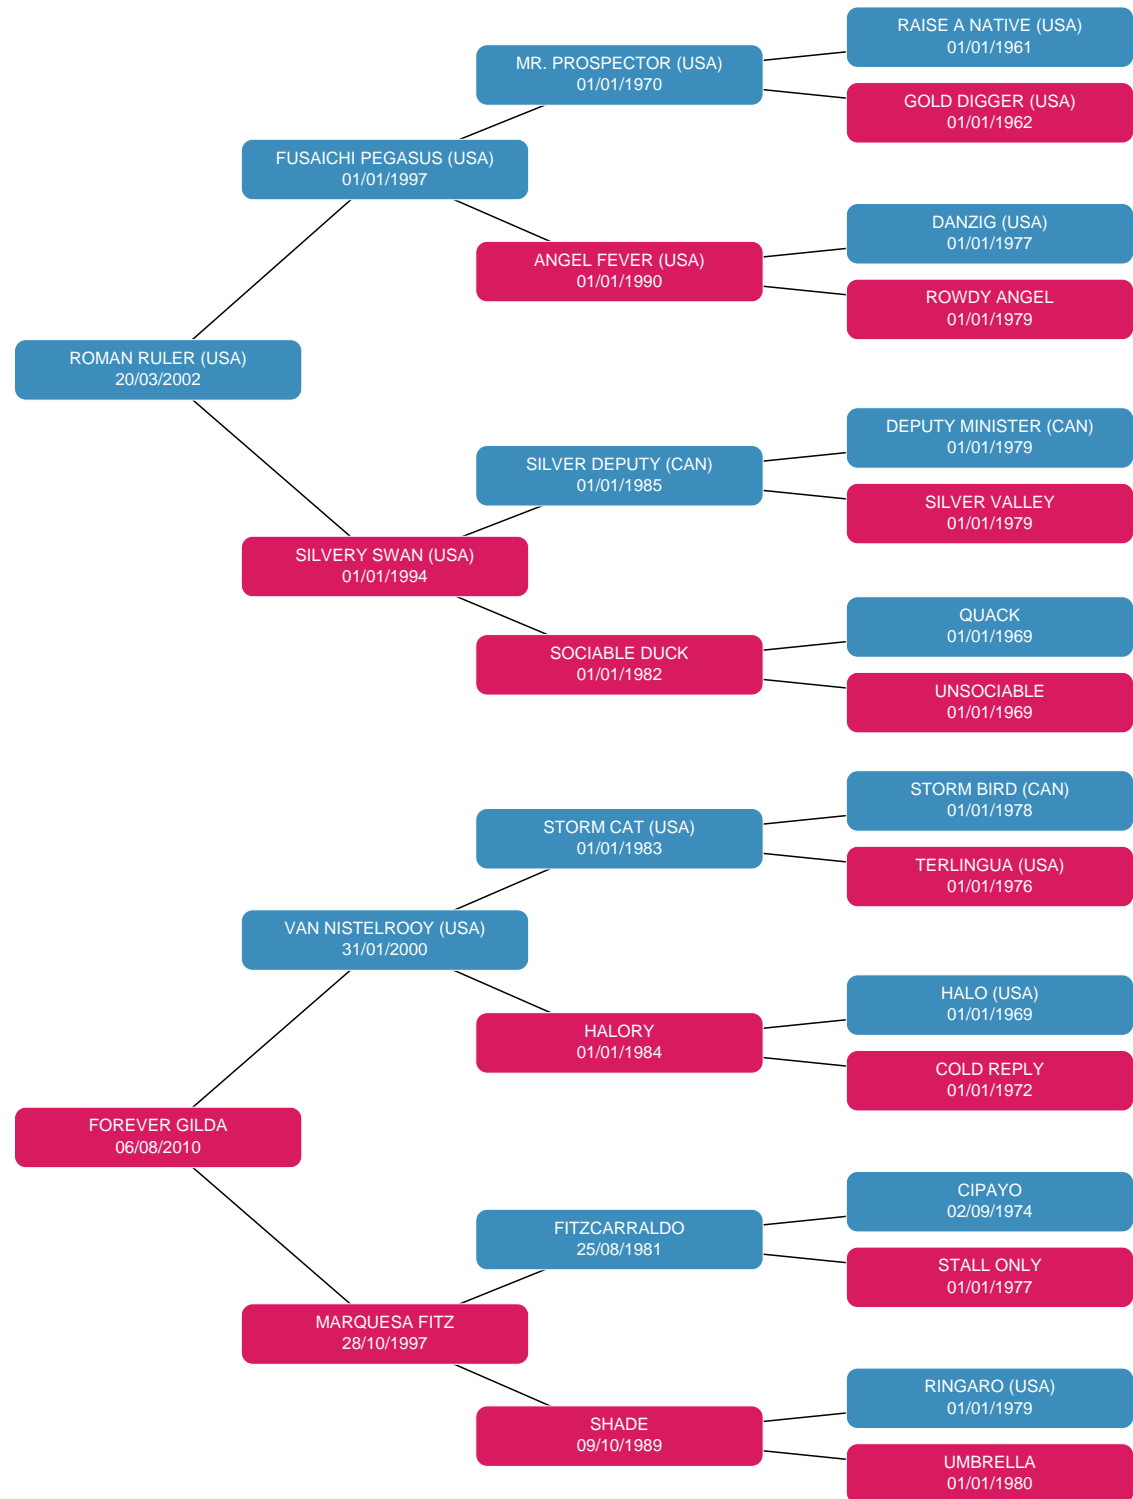 RAISE A NATIVE (USA)
01/01/1961
MR. PROSPECTOR (USA)
01/01/1970
GOLD DIGGER (USA)
01/01/1962
FUSAICHI PEGASUS (USA)
01/01/1997
DANZIG (USA)
01/01/1977
ANGEL FEVER (USA)
01/01/1990
ROWDY ANGEL
01/01/1979
ROMAN RULER (USA)
20/03/2002
DEPUTY MINISTER (CAN)
01/01/1979
SILVER DEPUTY (CAN)
01/01/1985
SILVER VALLEY
01/01/1979
SILVERY SWAN (USA)
01/01/1994
QUACK
01/01/1969
SOCIABLE DUCK
01/01/1982
UNSOCIABLE
01/01/1969
STORM BIRD (CAN)
01/01/1978
STORM CAT (USA)
01/01/1983
TERLINGUA (USA)
01/01/1976
VAN NISTELROOY (USA)
31/01/2000
HALO (USA)
01/01/1969
HALORY
01/01/1984
COLD REPLY
01/01/1972
FOREVER GILDA
06/08/2010
CIPAYO
02/09/1974
FITZCARRALDO
25/08/1981
STALL ONLY
01/01/1977
MARQUESA FITZ
28/10/1997
RINGARO (USA)
01/01/1979
SHADE
09/10/1989
UMBRELLA
01/01/1980